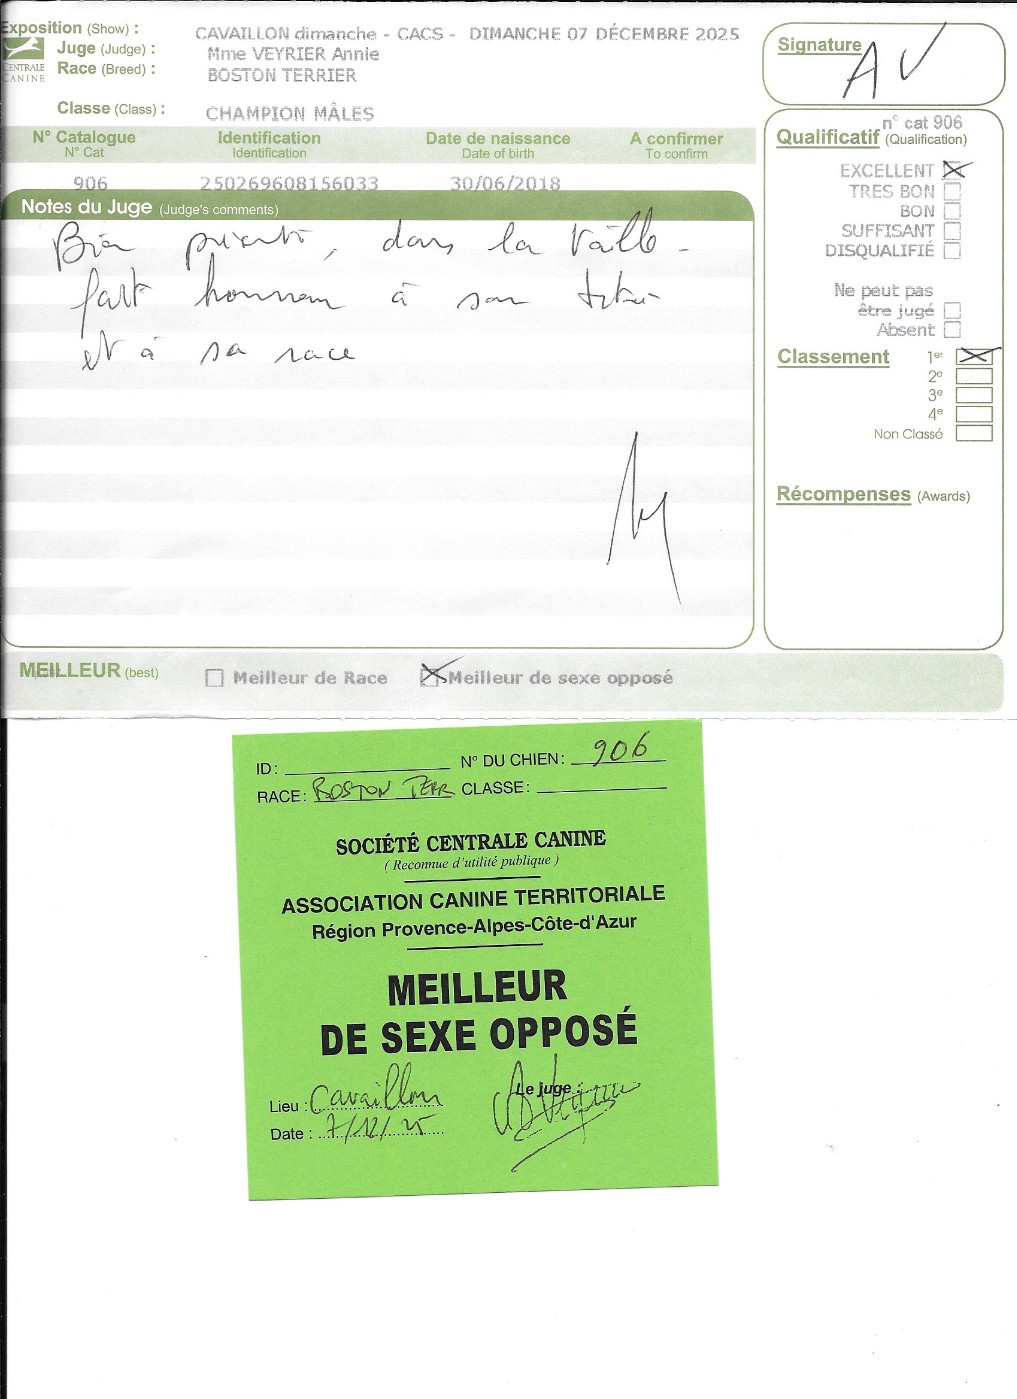 Exposition (Show) : CAVAILLON dimanche - CACS - DIMANCHE 07 DÉCEMBRE 2025
Juge (Judge) : Mme VEYRIER Annie
Race (Breed) : BOSTON TERRIER
CENTRALE
CANINE
Classe (Class) : CHAMPION MÂLES
N° Catalogue Identification Date de naissance A confirmer
N° Cat Identification Date of birth To confirm
906 250269608156033 30/06/2018
Notes du Juge (Judge's comments)
Bien présenté, dans la taille -
fait honneur à son titre
et à sa race
MEILLEUR (best) Meilleur de Race Meilleur de sexe opposé
Signature
AV
n° cat 906
Qualificatif (Qualification)
EXCELLENT
TRES BON
BON
SUFFISANT
DISQUALIFIÉ
Ne peut pas
être jugé
Absent
Classement 1er
2e
3e
4e
Non Classé
Récompenses (Awards)
ID: N° DU CHIEN: 906
RACE: BOSTON TERR CLASSE:
SOCIÉTÉ CENTRALE CANINE
( Reconnue d'utilité publique )
ASSOCIATION CANINE TERRITORIALE
Région Provence-Alpes-Côte-d'Azur
MEILLEUR
DE SEXE OPPOSÉ
Le juge :
Lieu : Cavaillon
Date : 7/12/25